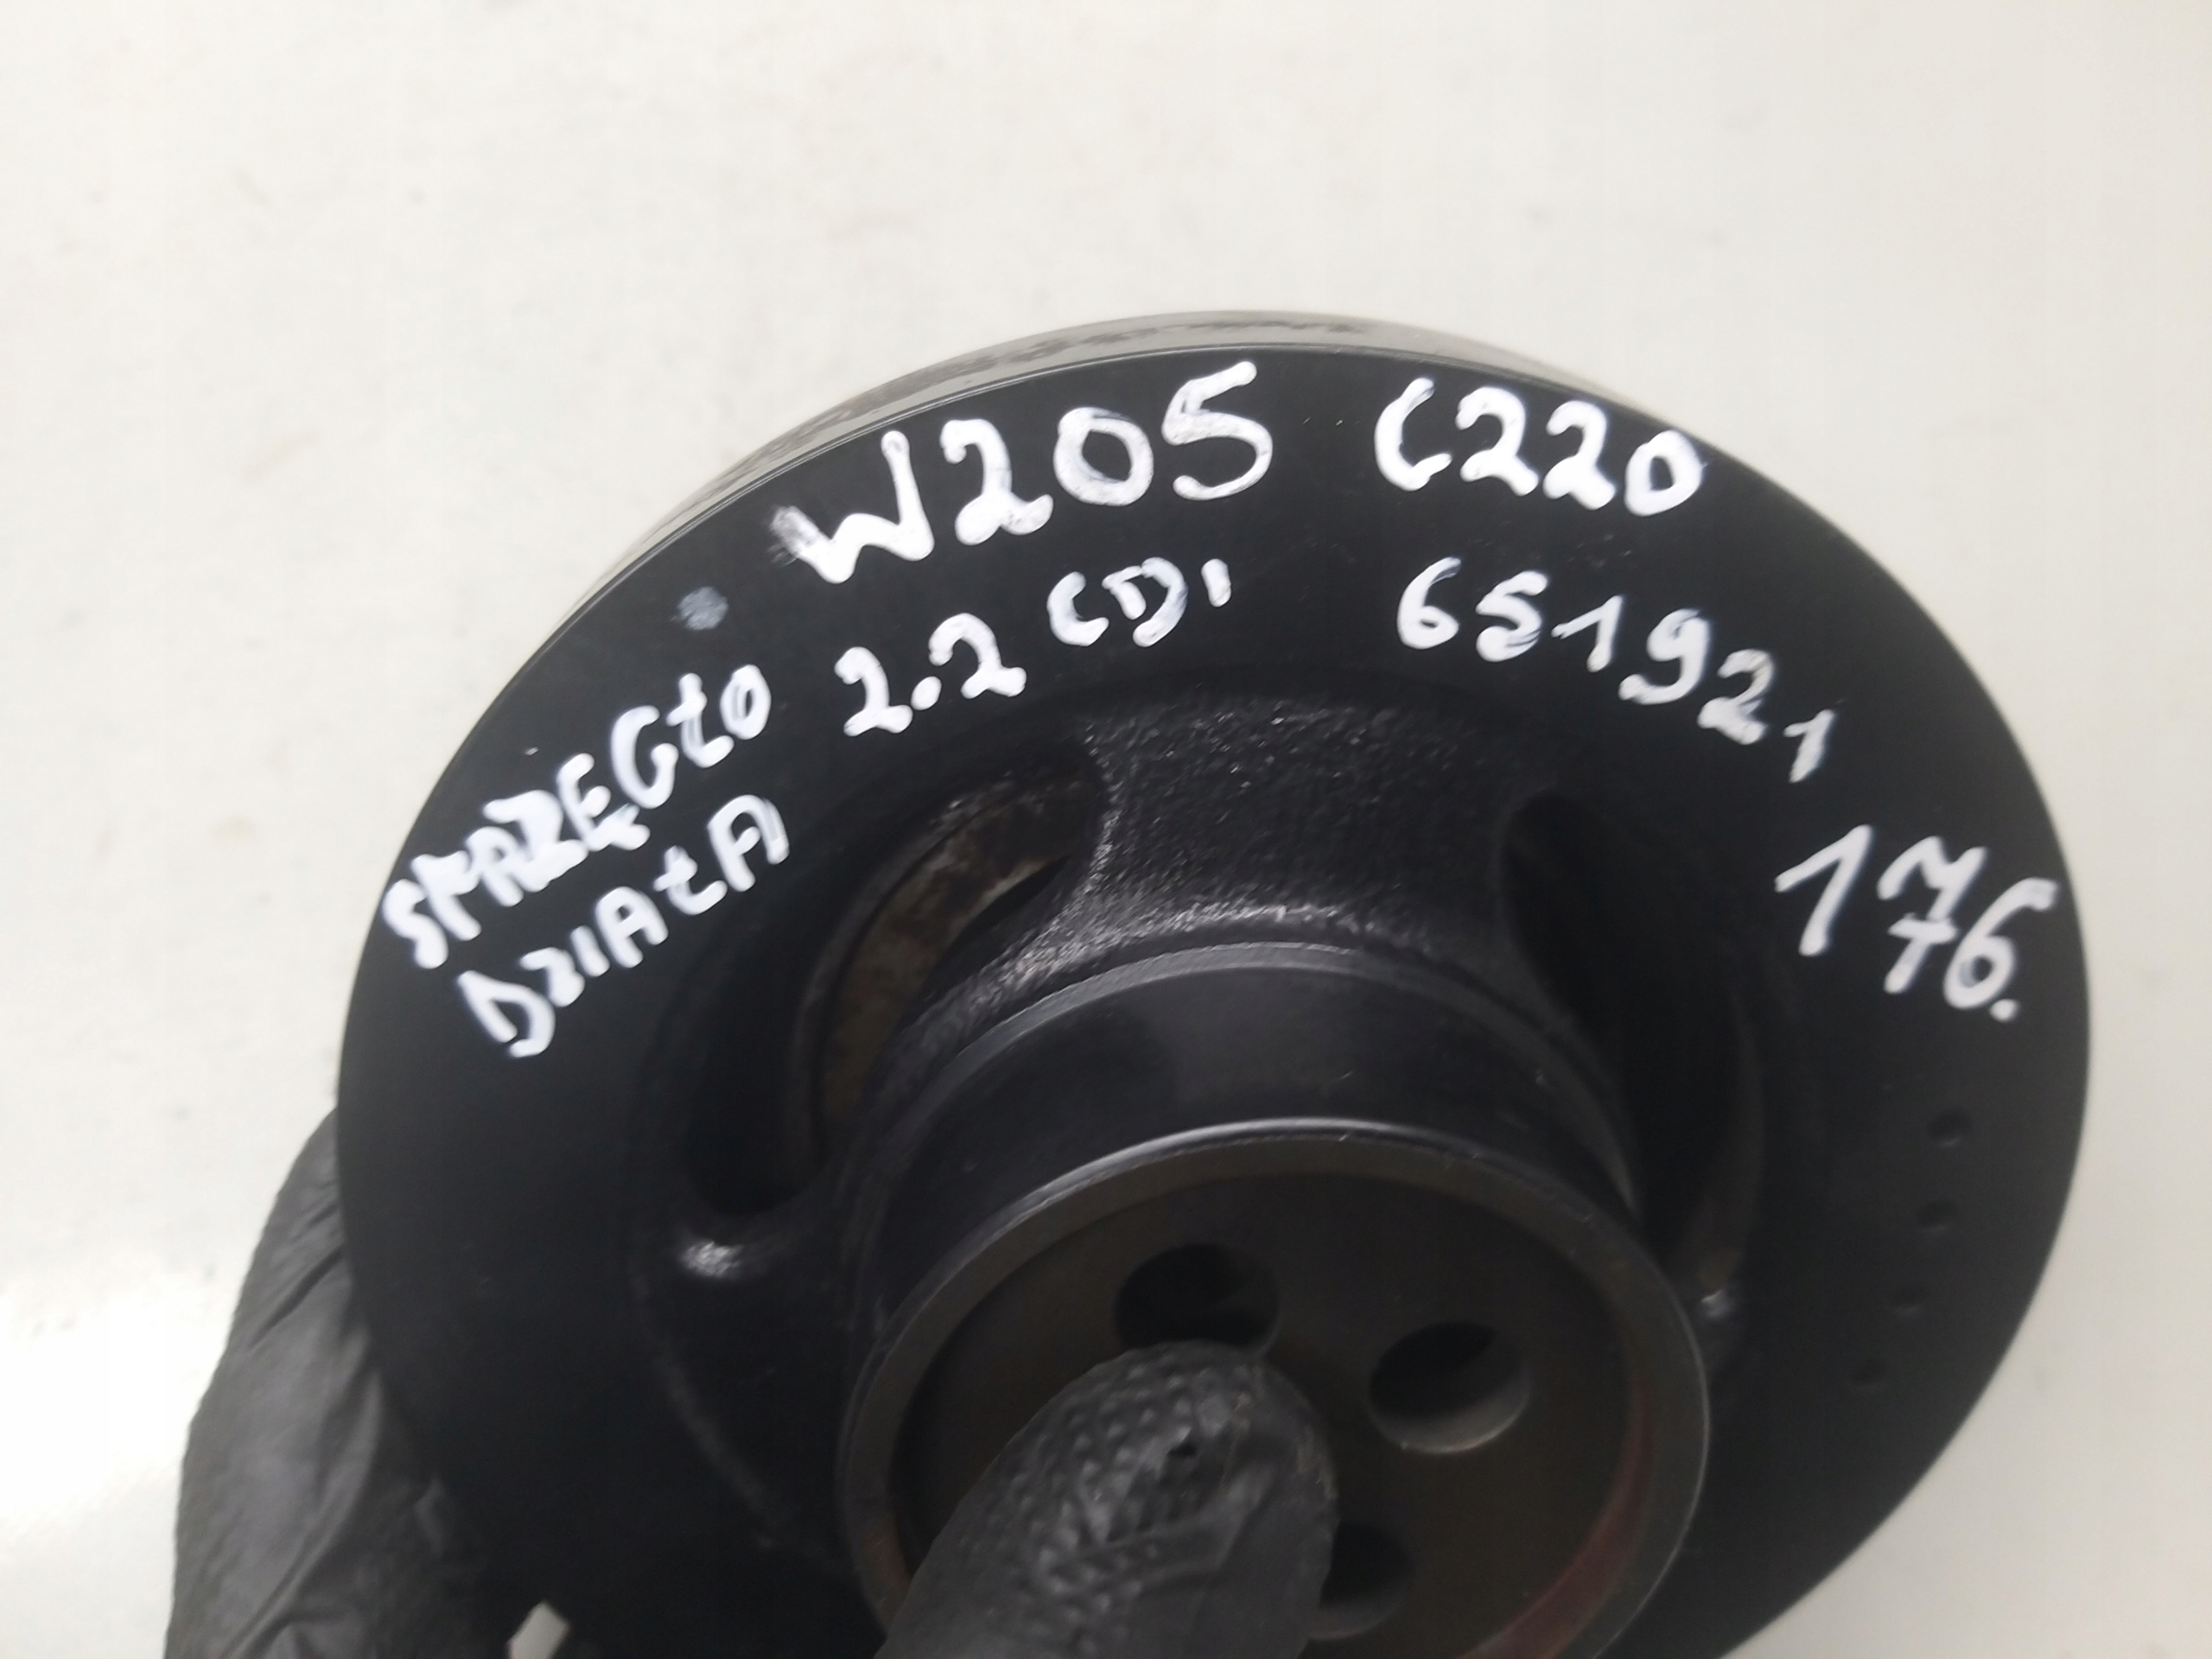 W205 C220
2.2 CDI 651921
176.
SPRZĘGŁO
DZIAŁA